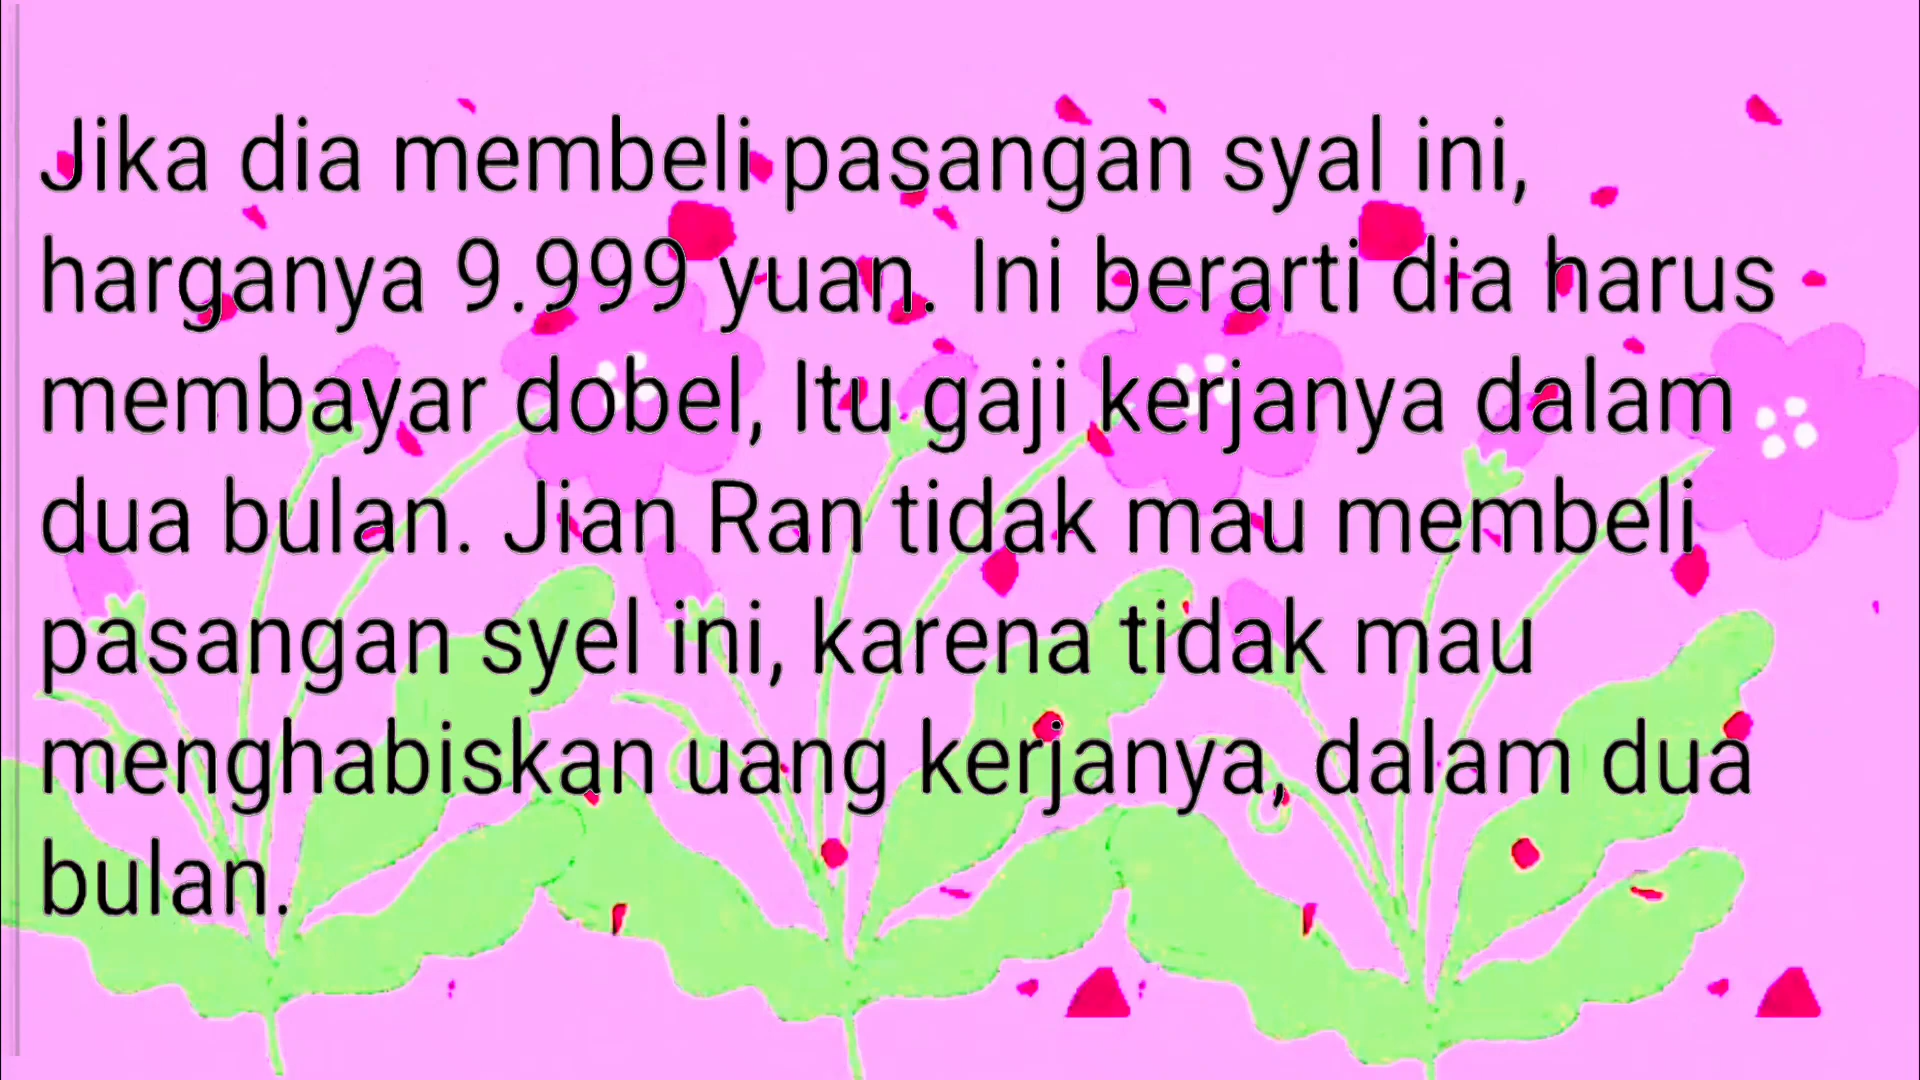 Jika dia membeli pasangan syal ini,
harganya 9.999 yuan. Ini berarti dia harus
membayar dobel, Itu gaji kerjanya dalam
dua bulan. Jian Ran tidak mau membeli
pasangan syel ini, karena tidak mau
menghabiskan uang kerjanya, dalam dua
bulan.